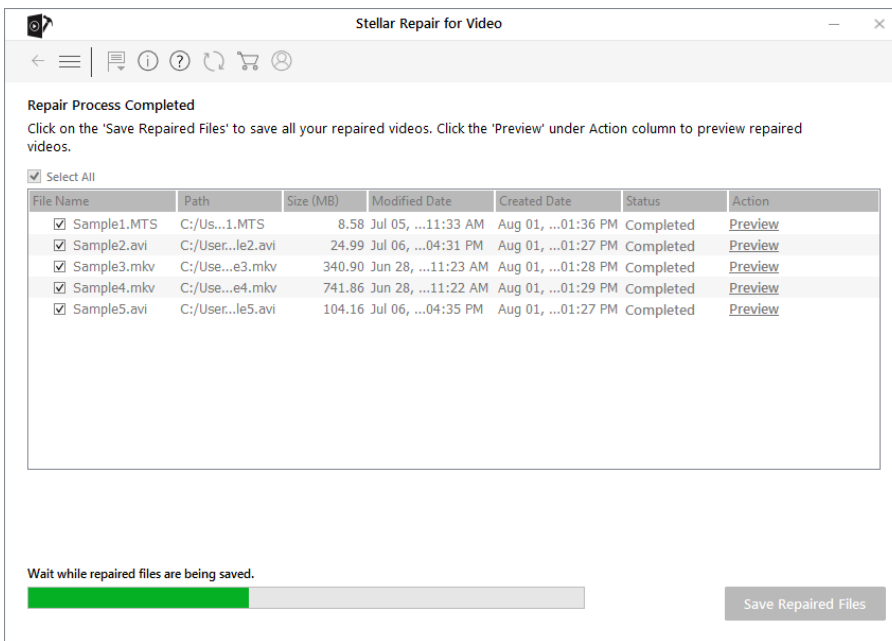 Stellar Repair for Video
Repair Process Completed
Click on the 'Save Repaired Files' to save all your repaired videos. Click the 'Preview' under Action column to preview repaired
videos.
Select All
File Name Path Size (MB) Modified Date Created Date Status Action
Sample1.MTS C:/Us...1.MTS 8.58 Jul 05, ...11:33 AM Aug 01, ...01:36 PM Completed Preview
Sample2.avi C:/User...le2.avi 24.99 Jul 06, ...04:31 PM Aug 01, ...01:27 PM Completed Preview
Sample3.mkv C:/Use...e3.mkv 340.90 Jun 28, ...11:23 AM Aug 01, ...01:28 PM Completed Preview
Sample4.mkv C:/Use...e4.mkv 741.86 Jun 28, ...11:22 AM Aug 01, ...01:29 PM Completed Preview
Sample5.avi C:/User...le5.avi 104.16 Jul 06, ...04:35 PM Aug 01, ...01:27 PM Completed Preview
Wait while repaired files are being saved.
Save Repaired Files